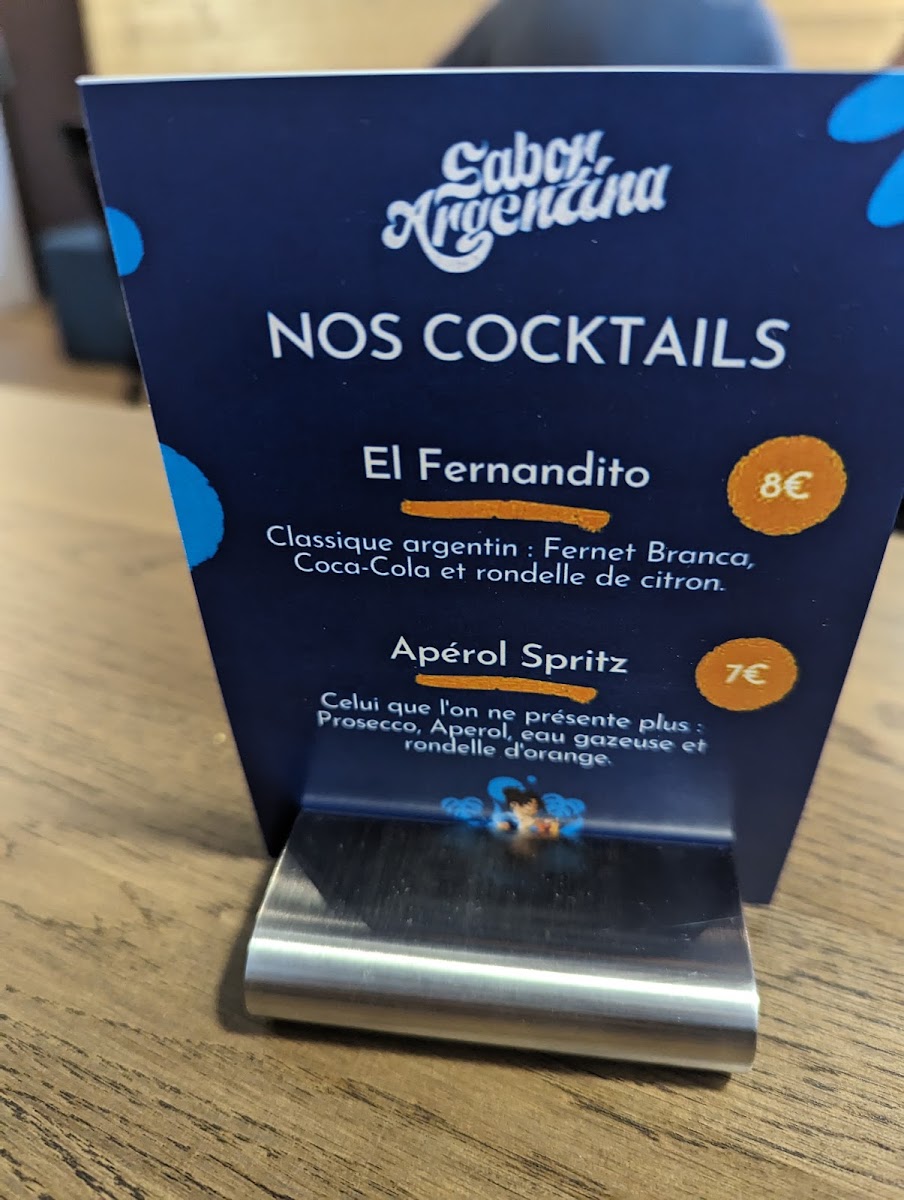 Sabor
Argentina
NOS COCKTAILS
El Fernandito
8€
Classique argentin : Fernet Branca,
Coca-Cola et rondelle de citron.
Apérol Spritz
7€
Celui que l'on ne présente plus :
Prosecco, Aperol, eau gazeuse et
rondelle d'orange.